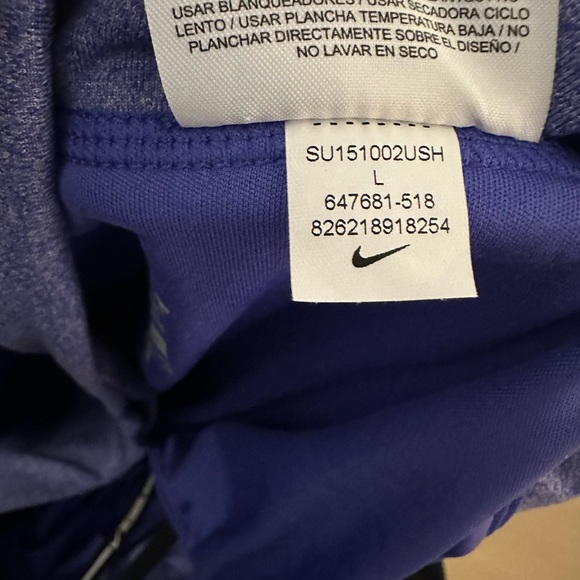 USAR BLANQUEADORES / USAR SECADORA CICLO
LENTO / USAR PLANCHA TEMPERATURA BAJA / NO
PLANCHAR DIRECTAMENTE SOBRE EL DISEÑO /
NO LAVAR EN SECO
SU151002USH
L
647681-518
826218918254